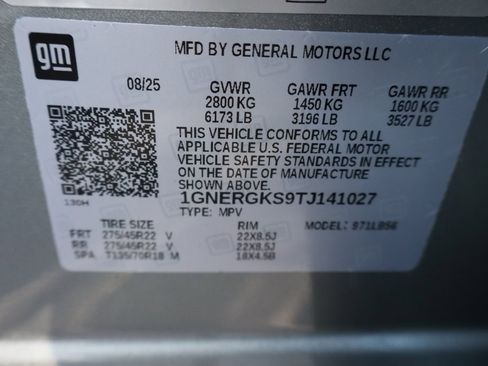 gm
MFD BY GENERAL MOTORS LLC
08/25 GVWR GAWR FRT GAWR RR
2800 KG 1450 KG 1600 KG
6173 LB 3196 LB 3527 LB
THIS VEHICLE CONFORMS TO ALL
APPLICABLE U.S. FEDERAL MOTOR
VEHICLE SAFETY STANDARDS IN EFFECT
ON THE DATE OF MANUFACTURE
SHOWN ABOVE.
1GNERGKS9TJ141027
130H TYPE: MPV
TIRE SIZE RIM MODEL: 971LB56
FRT 275/45R22 V 22X8.5J
RR 275/45R22 V 22X8.5J
SPA T135/70R18 M 18X4.5B